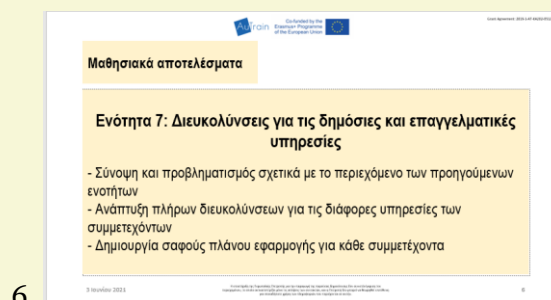 AuTrain
Co-funded by the
Erasmus+ Programme
of the European Union
Μαθησιακά αποτελέσματα
Ενότητα 7: Διευκολύνσεις για τις δημόσιες και επαγγελματικές
υπηρεσίες
- Σύνοψη και προβληματισμός σχετικά με το περιεχόμενο των προηγούμενων
ενοτήτων
- Ανάπτυξη πλήρων διευκολύνσεων για τις διάφορες υπηρεσίες των
συμμετεχόντων
- Δημιουργία σαφούς πλάνου εφαρμογής για κάθε συμμετέχοντα
6